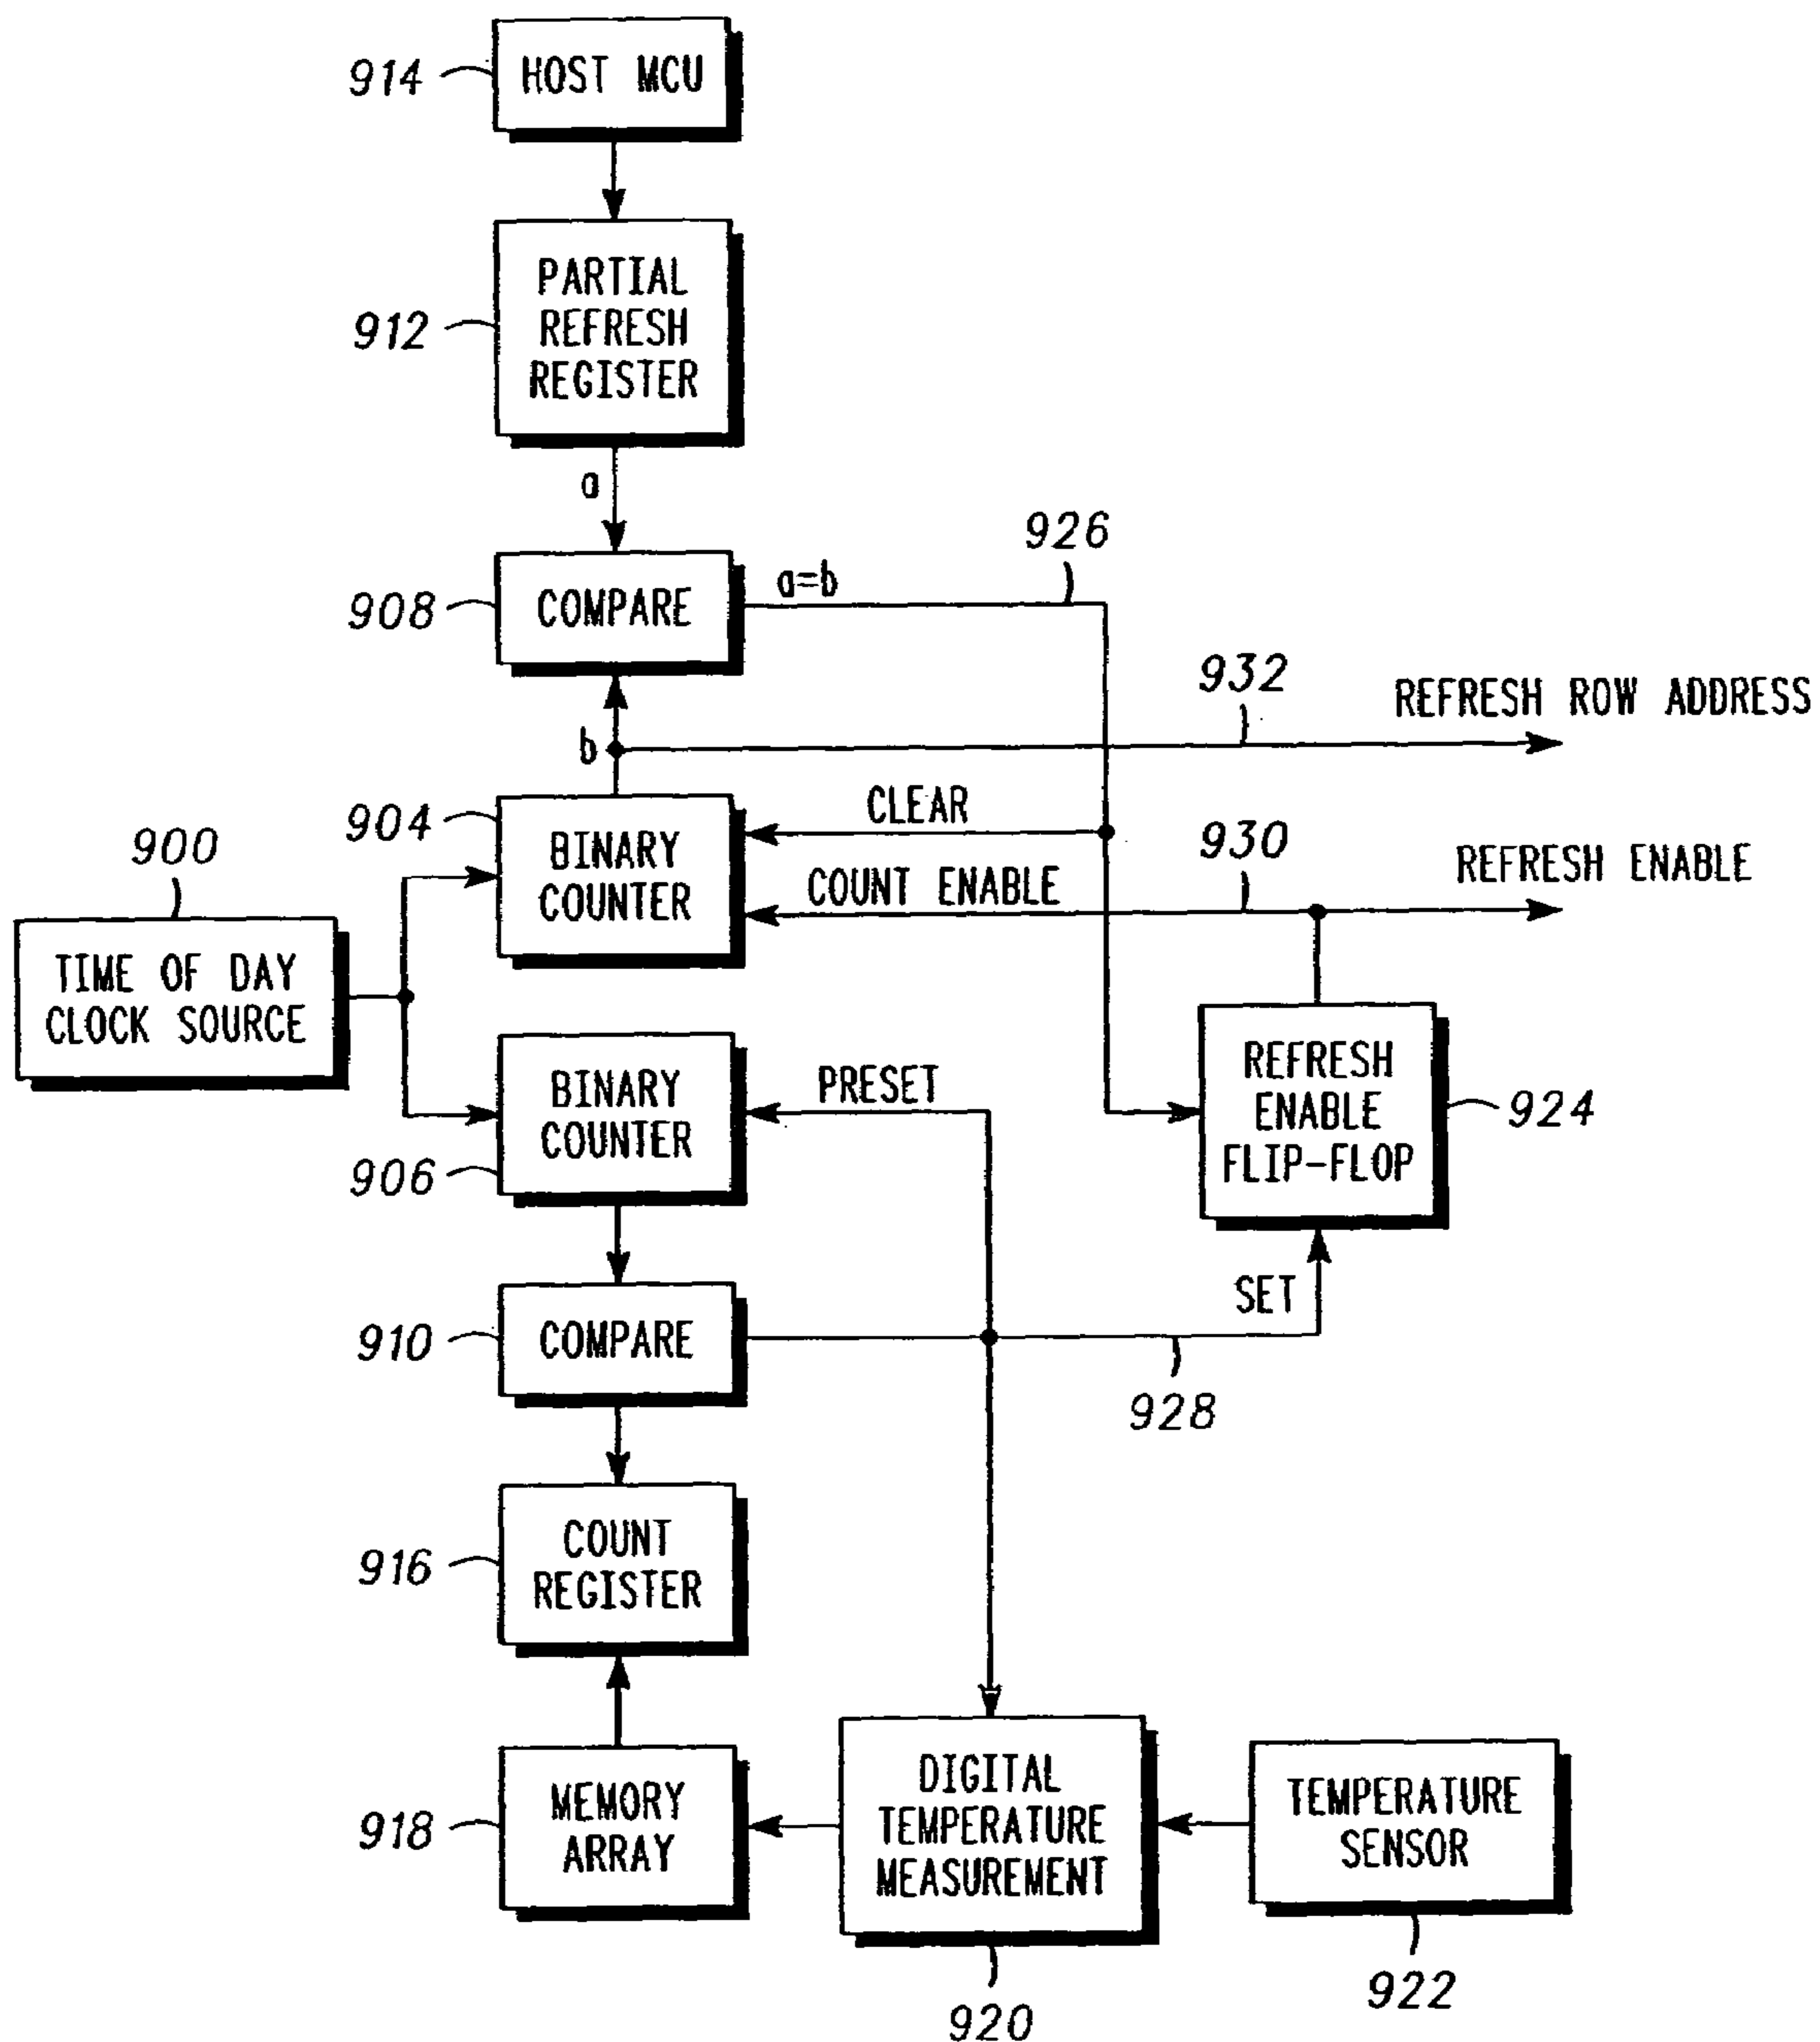 914
HOST MCU
912
PARTIAL
REFRESH
REGISTER
a
926
908
COMPARE
a=b
932
REFRESH ROW ADDRESS
b
904
BINARY
COUNTER
CLEAR
930
REFRESH ENABLE
COUNT ENABLE
900
TIME OF DAY
CLOCK SOURCE
906
BINARY
COUNTER
PRESET
REFRESH
ENABLE
FLIP-FLOP
924
SET
910
COMPARE
928
916
COUNT
REGISTER
918
MEMORY
ARRAY
DIGITAL
TEMPERATURE
MEASUREMENT
TEMPERATURE
SENSOR
920
922